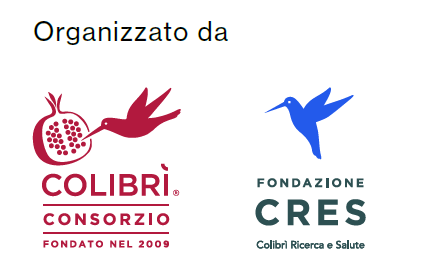 Organizzato da
COLIBRÌ®
CONSORZIO
FONDATO NEL 2009
FONDAZIONE
CRES
Colibrì Ricerca e Salute